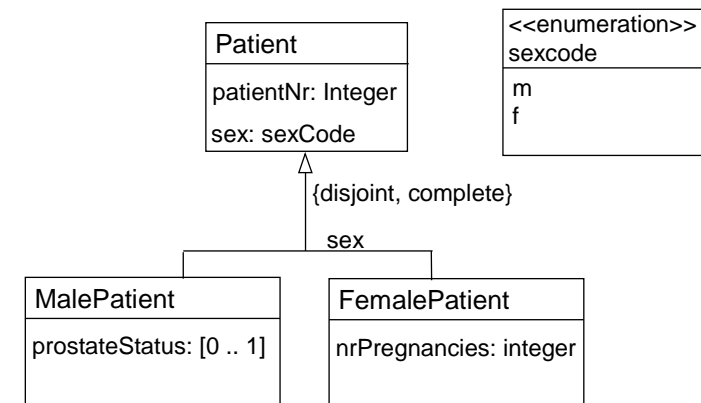 Patient
patientNr: Integer
sex: sexCode
<<enumeration>>
sexcode
m
f
{disjoint, complete}
sex
MalePatient
prostateStatus: [0 .. 1]
FemalePatient
nrPregnancies: integer